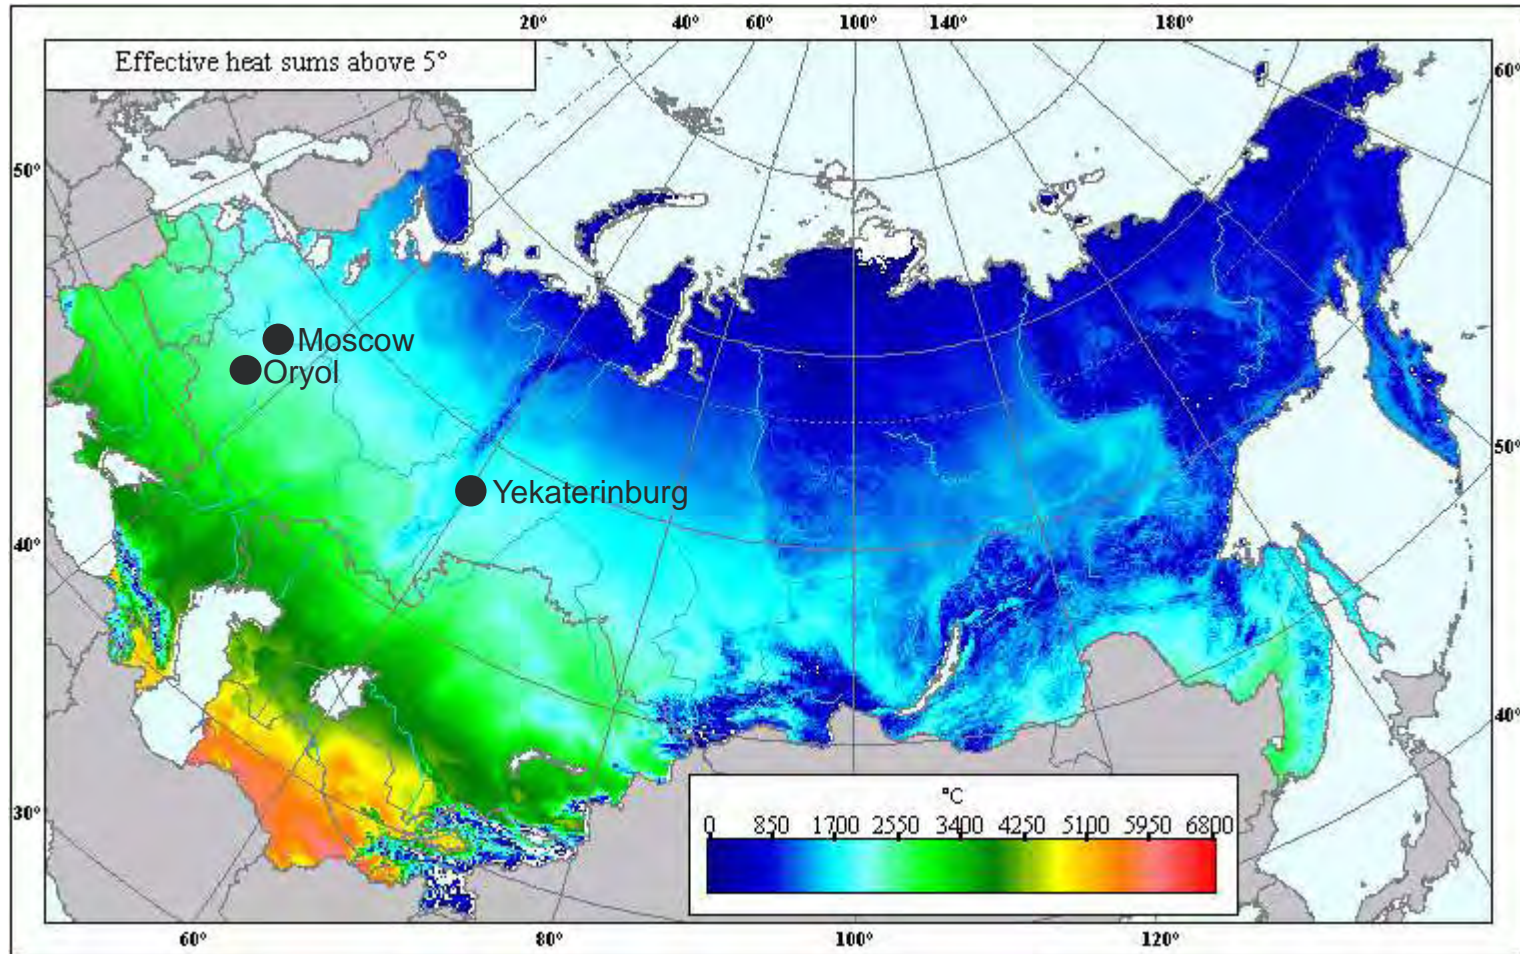 20° 40° 60° 100° 140° 180°
Effective heat sums above 5°
60°
50°
Moscow
Oryol
50°
Yekaterinburg
40°
40°
°C
30°
0 850 1700 2550 3400 4250 5100 5950 6800
60° 80° 100° 120°